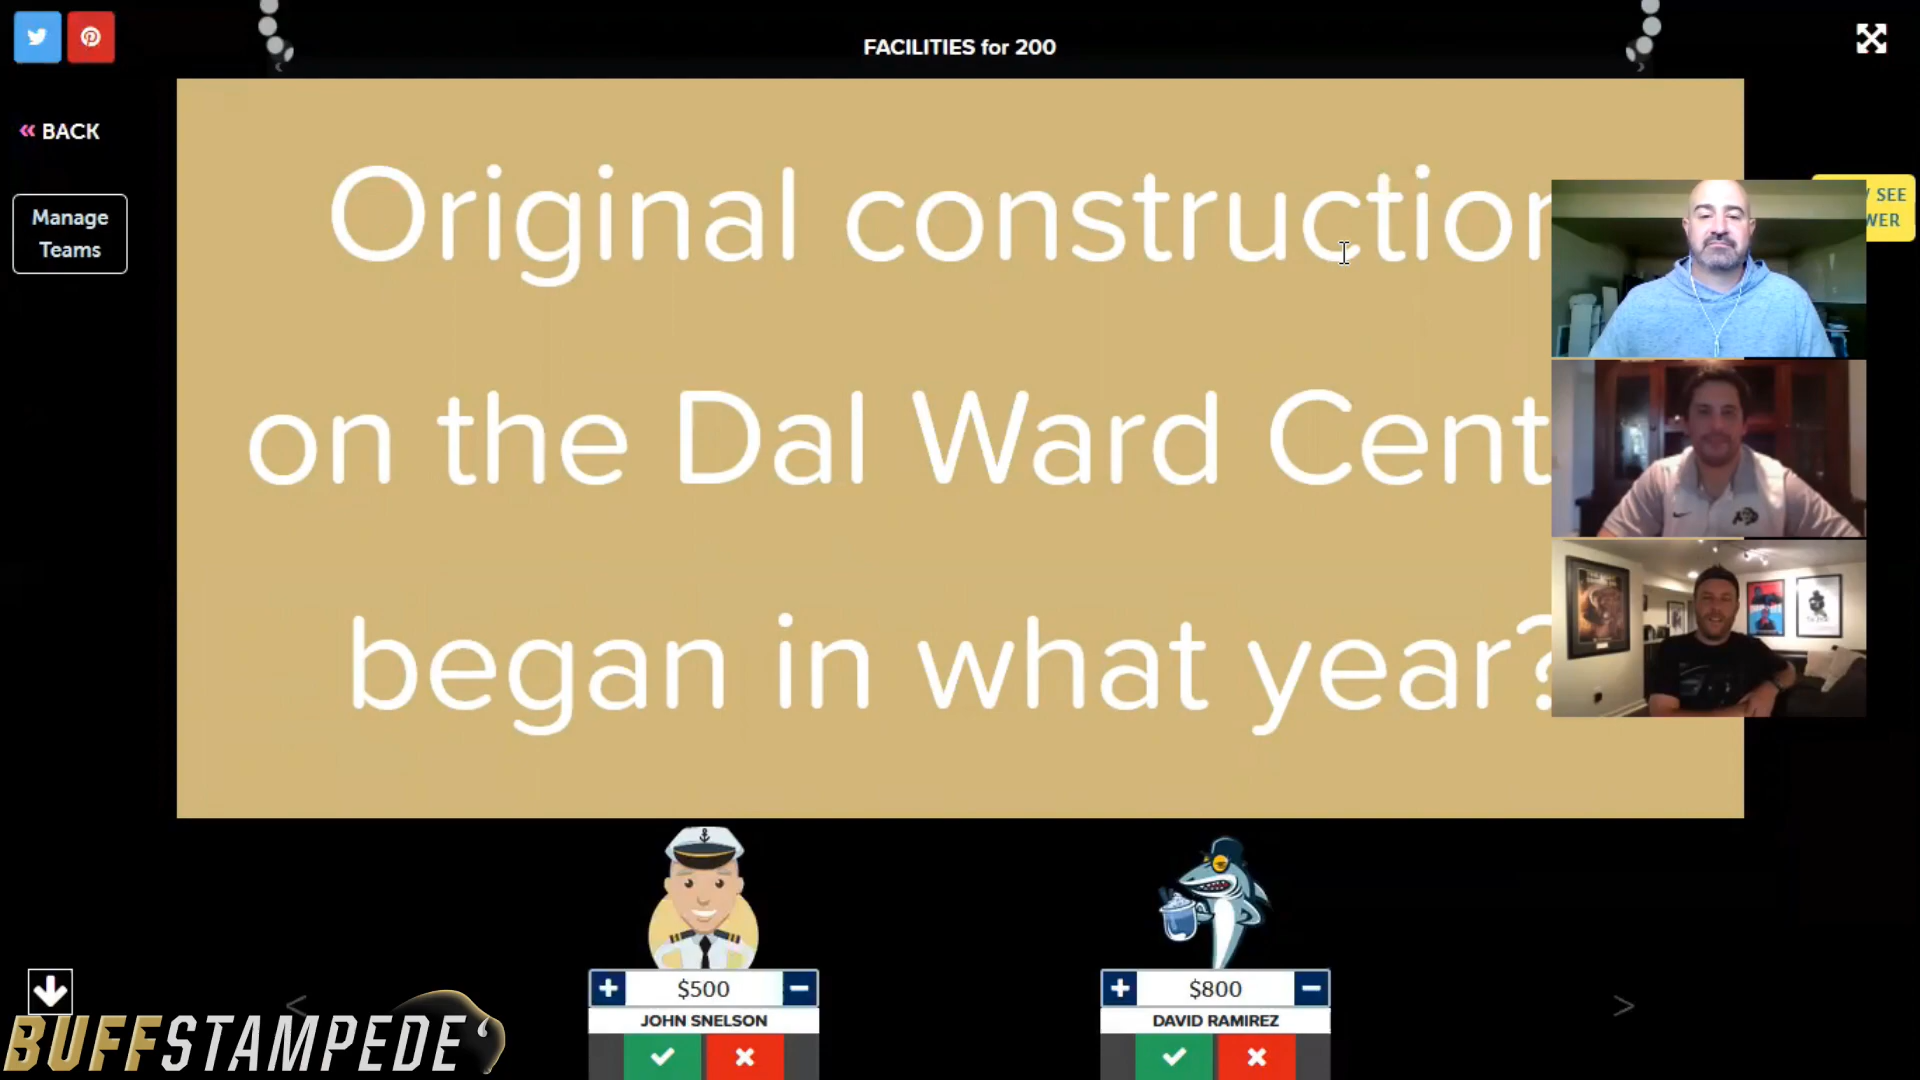 FACILITIES for 200
« BACK
Manage
Teams
SEE
WER
Original construction
on the Dal Ward Cent
began in what year?
$500
JOHN SNELSON
$800
DAVID RAMIREZ
BUFFSTAMPEDE